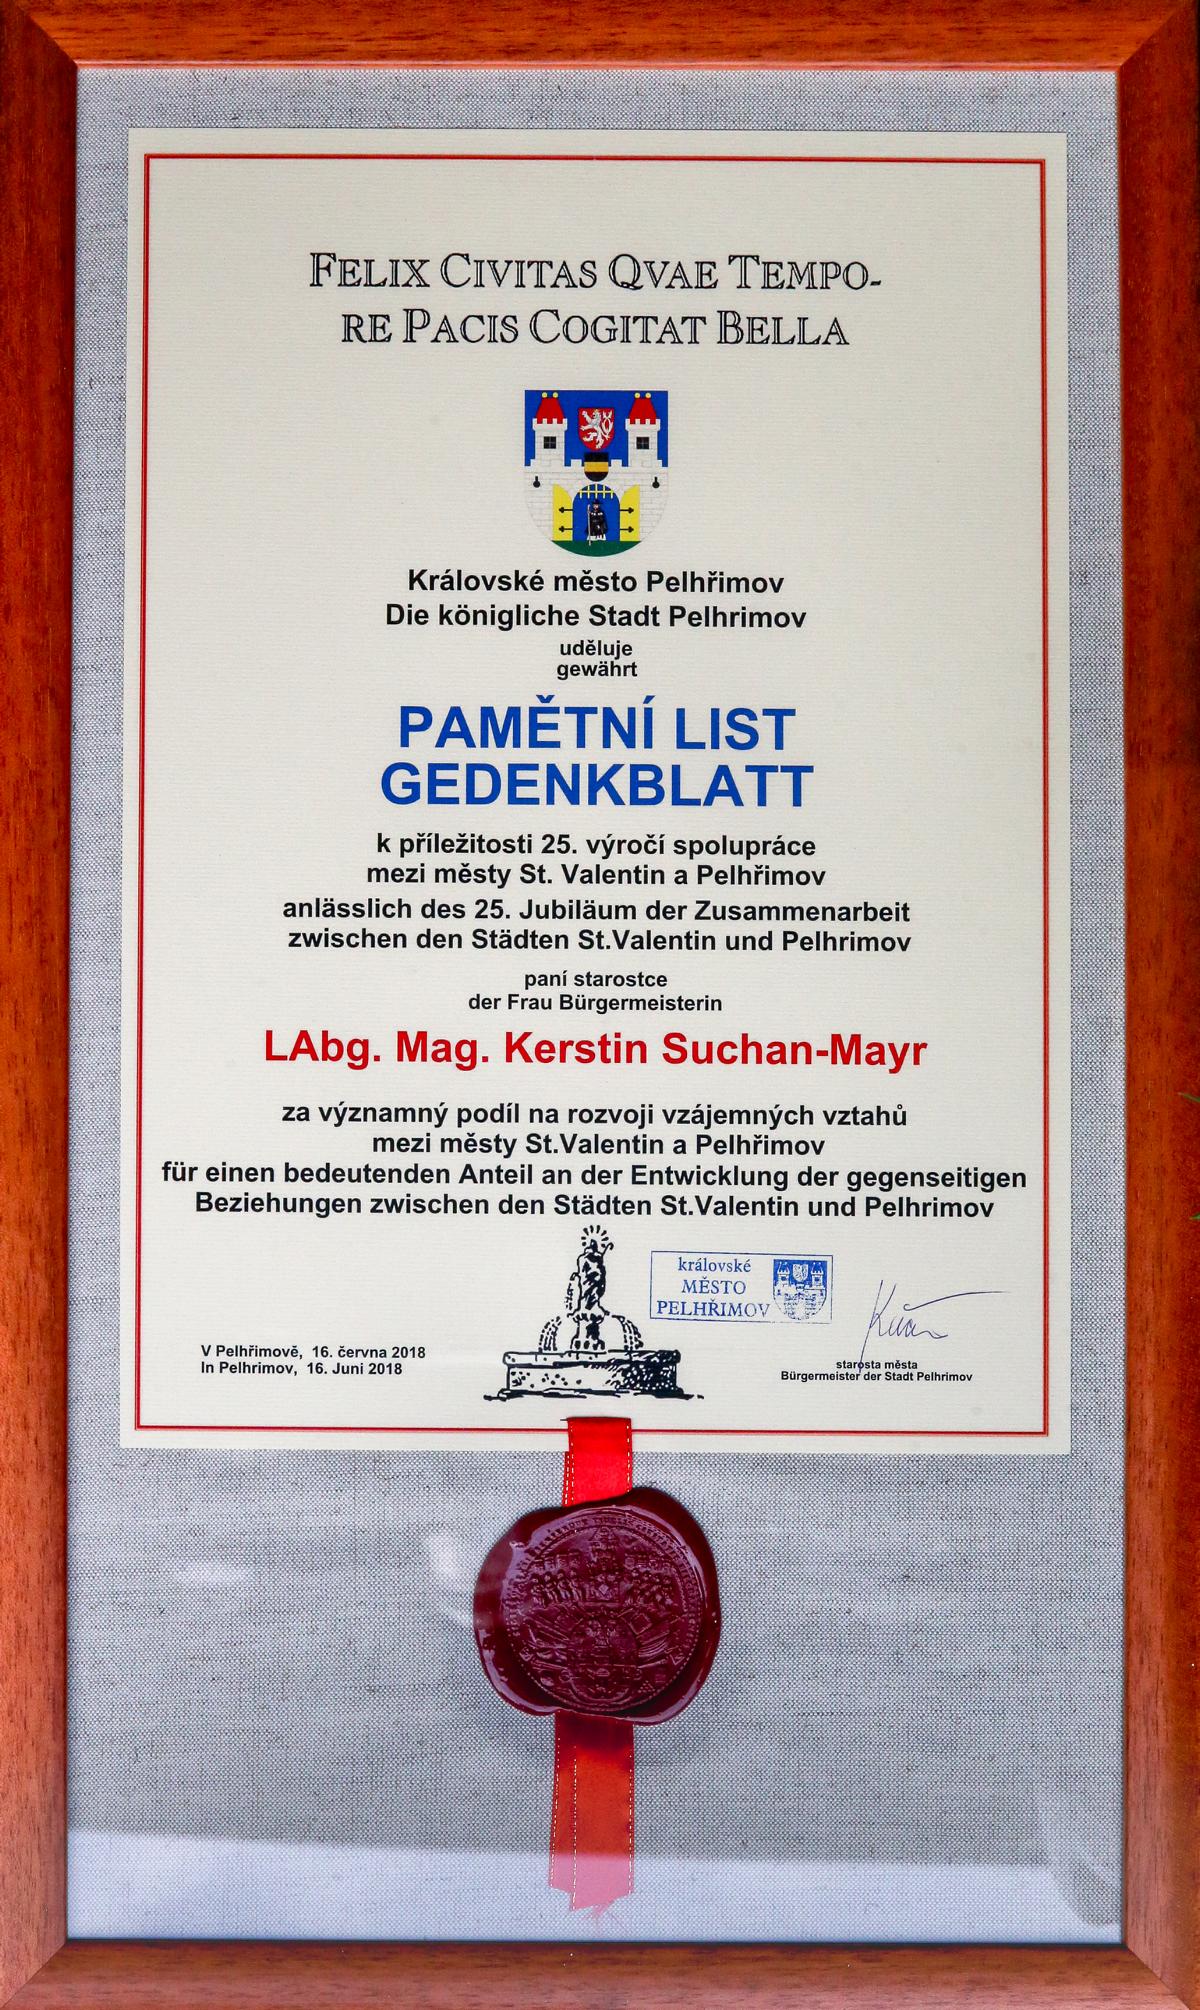 FELIX CIVITAS QVAE TEMPO-
RE PACIS COGITAT BELLA
Královské město Pelhřimov
Die königliche Stadt Pelhrimov
uděluje
gewährt
PAMĚTNÍ LIST
GEDENKBLATT
k příležitosti 25. výročí spolupráce
mezi městy St. Valentin a Pelhřimov
anlässlich des 25. Jubiläum der Zusammenarbeit
zwischen den Städten St.Valentin und Pelhrimov
paní starostce
der Frau Bürgermeisterin
LAbg. Mag. Kerstin Suchan-Mayr
za významný podíl na rozvoji vzájemných vztahů
mezi městy St.Valentin a Pelhřimov
für einen bedeutenden Anteil an der Entwicklung der gegenseitigen
Beziehungen zwischen den Städten St.Valentin und Pelhrimov
královské
MĚSTO
PELHŘIMOV
V Pelhřimově, 16. června 2018
In Pelhrimov, 16. Juni 2018
starosta města
Bürgermeister der Stadt Pelhrimov